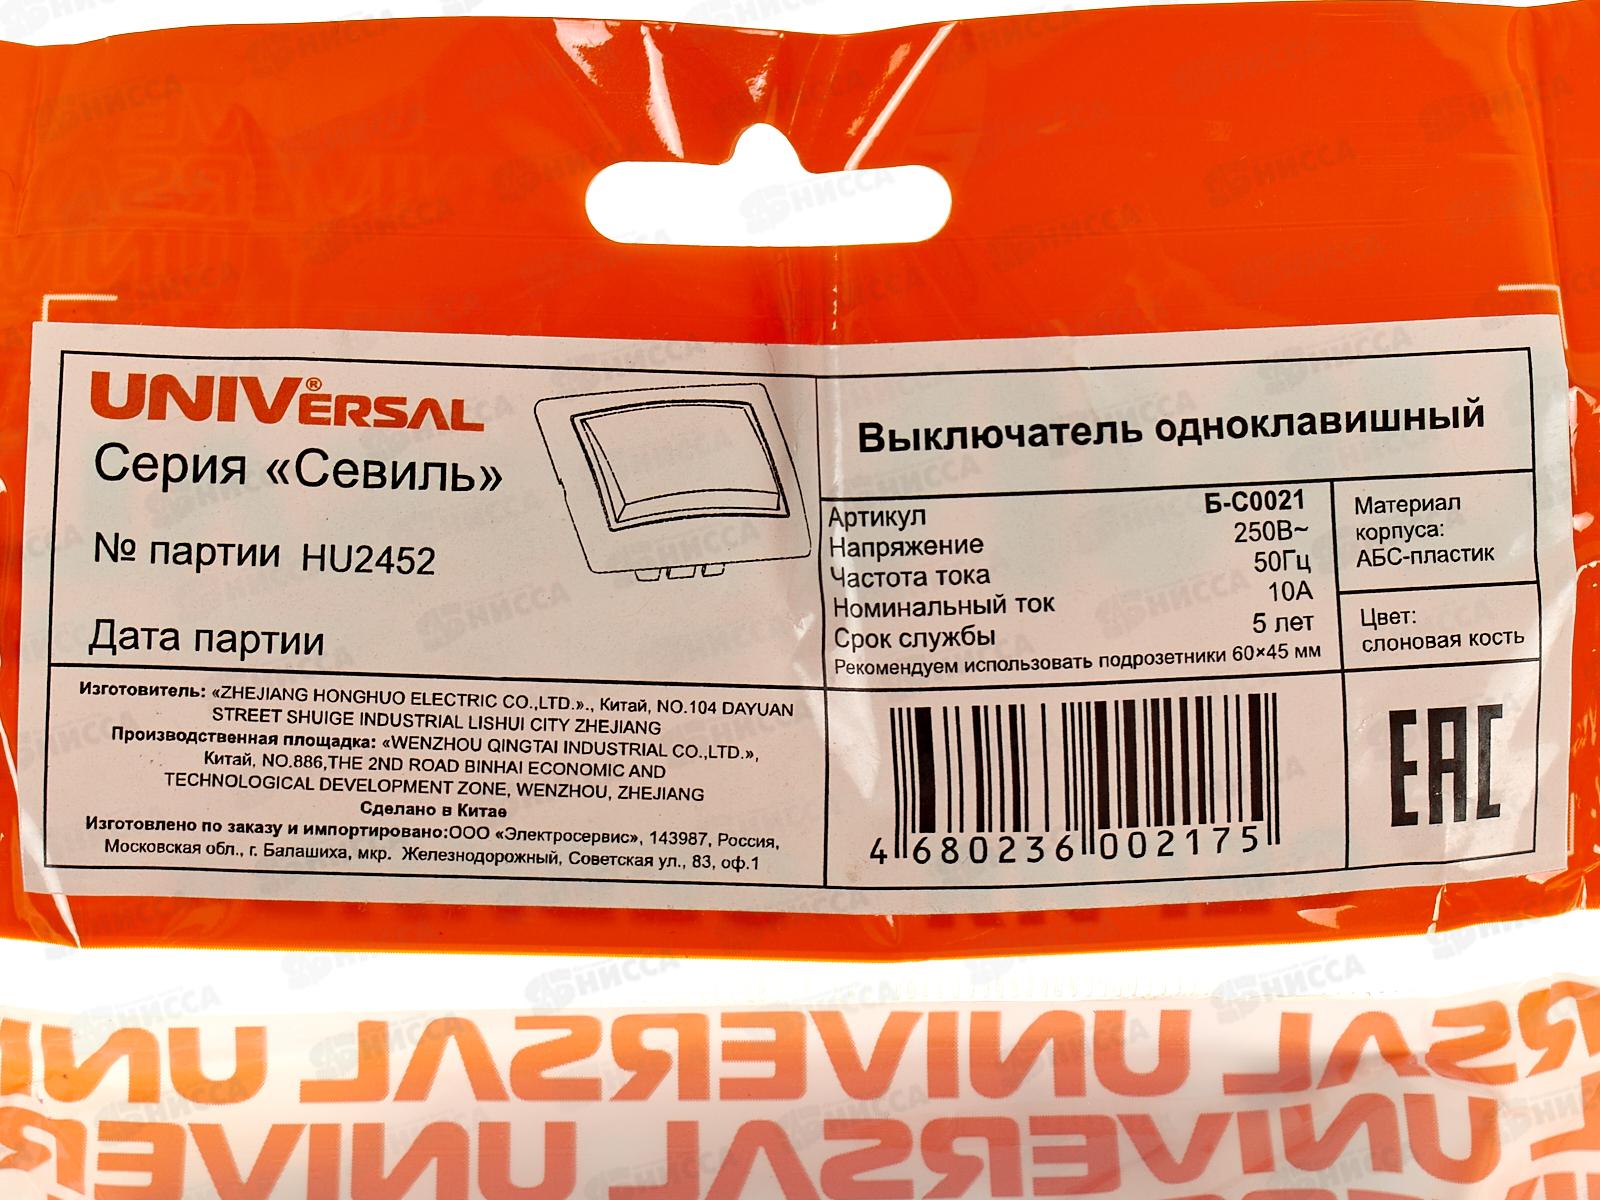 UNIVERSAL®
Серия «Севиль»
№ партии HU2452
Дата партии
Выключатель одноклавишный
Артикул Б-С0021
Напряжение 250В~
Частота тока 50Гц
Номинальный ток 10А
Срок службы 5 лет
Рекомендуем использовать подрозетники 60×45 мм
Материал
корпуса:
АБС-пластик
Цвет:
слоновая кость
Изготовитель: «ZHEJIANG HONGHUO ELECTRIC CO.,LTD.»., Китай, NO.104 DAYUAN
STREET SHUIGE INDUSTRIAL LISHUI CITY ZHEJIANG
Производственная площадка: «WENZHOU QINGTAI INDUSTRIAL CO.,LTD.»,
Китай, NO.886,THE 2ND ROAD BINHAI ECONOMIC AND
TECHNOLOGICAL DEVELOPMENT ZONE, WENZHOU, ZHEJIANG
Сделано в Китае
Изготовлено по заказу и импортировано:ООО «Электросервис», 143987, Россия,
Московская обл., г. Балашиха, мкр. Железнодорожный, Советская ул., 83, оф.1
4 680236 002175
EAC
UNIVERSAL UNIVERSAL
UNIVERSAL UNIVERSAL
НИССА